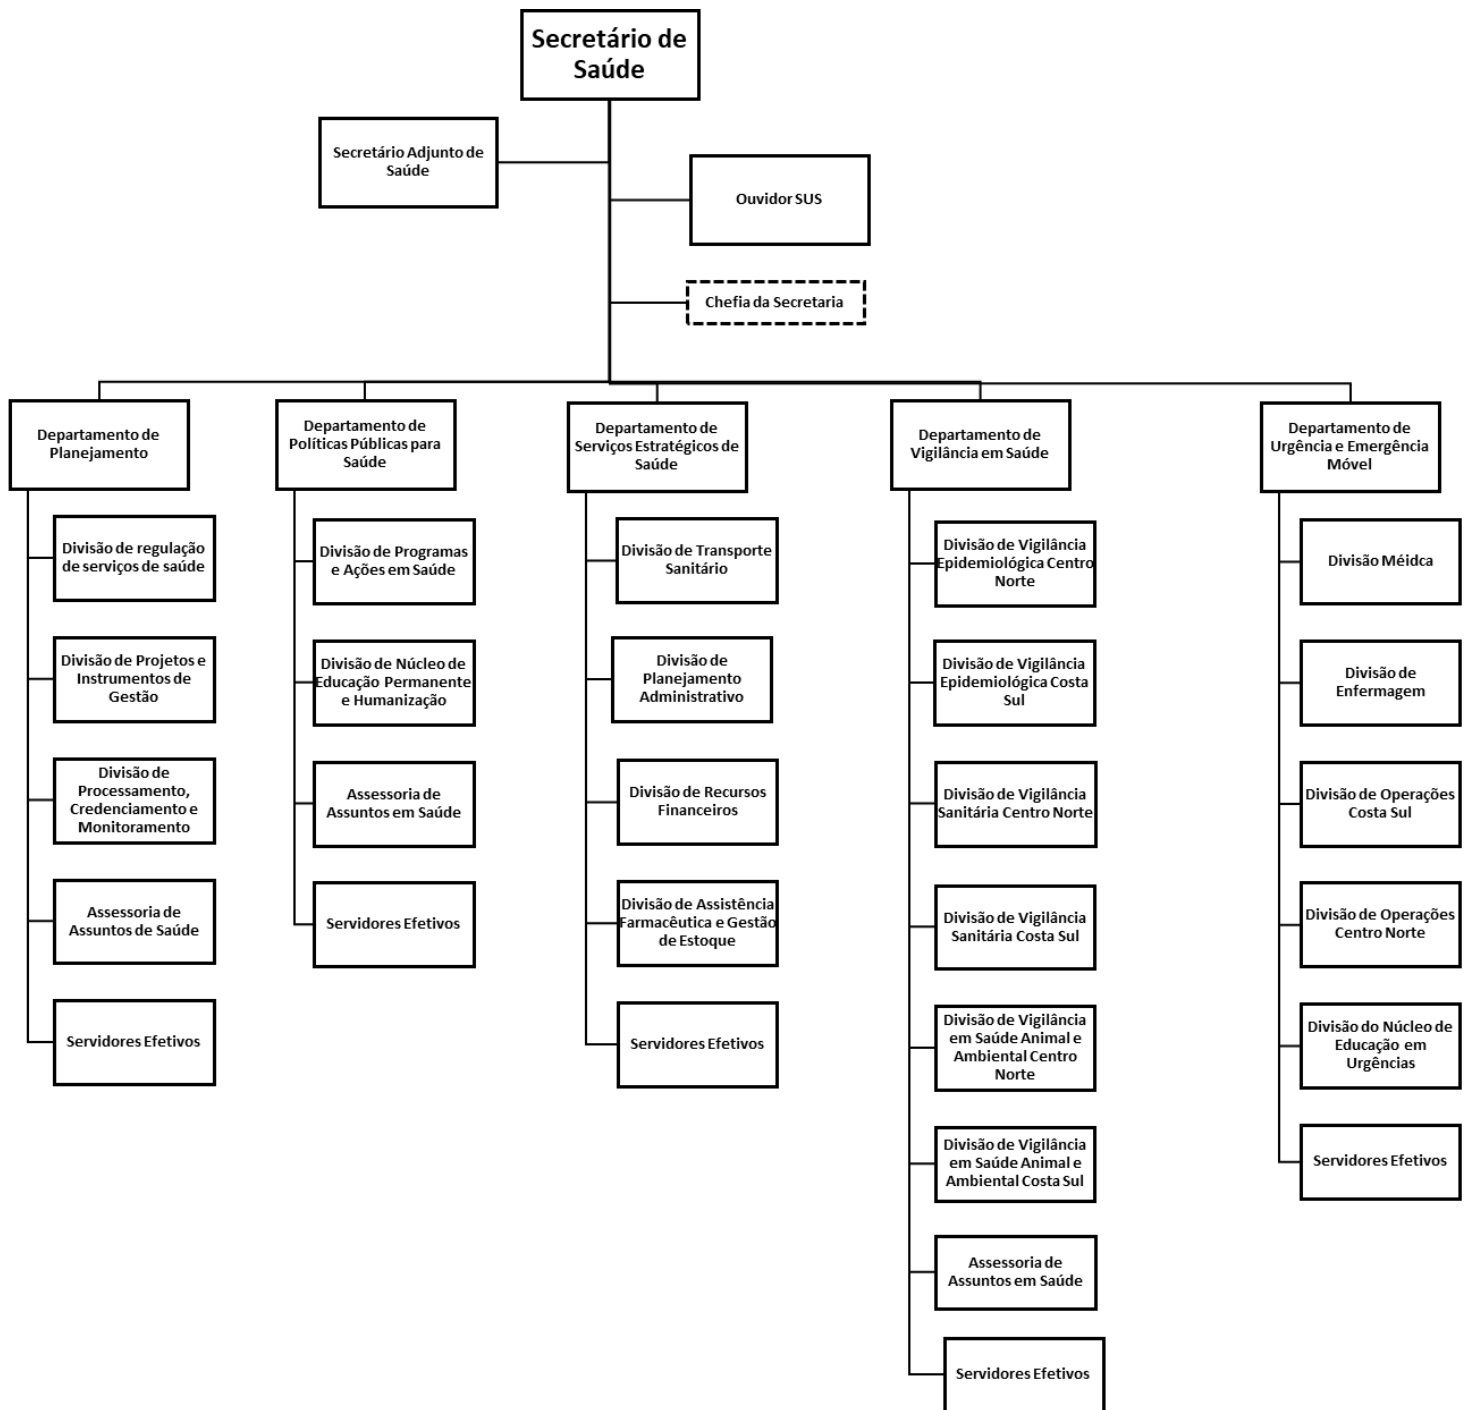 Secretário de
Saúde
Secretário Adjunto de
Saúde
Ouvidor SUS
Chefia da Secretaria
Departamento de
Planejamento
Divisão de regulação
de serviços de saúde
Divisão de Projetos e
Instrumentos de
Gestão
Divisão de
Processamento,
Credenciamento e
Monitoramento
Assessoria de
Assuntos de Saúde
Servidores Efetivos
Departamento de
Políticas Públicas para
Saúde
Divisão de Programas
e Ações em Saúde
Divisão de Núcleo de
Educação Permanente
e Humanização
Assessoria de
Assuntos em Saúde
Servidores Efetivos
Departamento de
Serviços Estratégicos de
Saúde
Divisão de Transporte
Sanitário
Divisão de
Planejamento
Administrativo
Divisão de Recursos
Financeiros
Divisão de Assistência
Farmacêutica e Gestão
de Estoque
Servidores Efetivos
Departamento de
Vigilância em Saúde
Divisão de Vigilância
Epidemiológica Centro
Norte
Divisão de Vigilância
Epidemiológica Costa
Sul
Divisão de Vigilância
Sanitária Centro Norte
Divisão de Vigilância
Sanitária Costa Sul
Divisão de Vigilância
em Saúde Animal e
Ambiental Centro
Norte
Divisão de Vigilância
em Saúde Animal e
Ambiental Costa Sul
Assessoria de
Assuntos em Saúde
Servidores Efetivos
Departamento de
Urgência e Emergência
Móvel
Divisão Méidca
Divisão de
Enfermagem
Divisão de Operações
Costa Sul
Divisão de Operações
Centro Norte
Divisão do Núcleo de
Educação em
Urgências
Servidores Efetivos